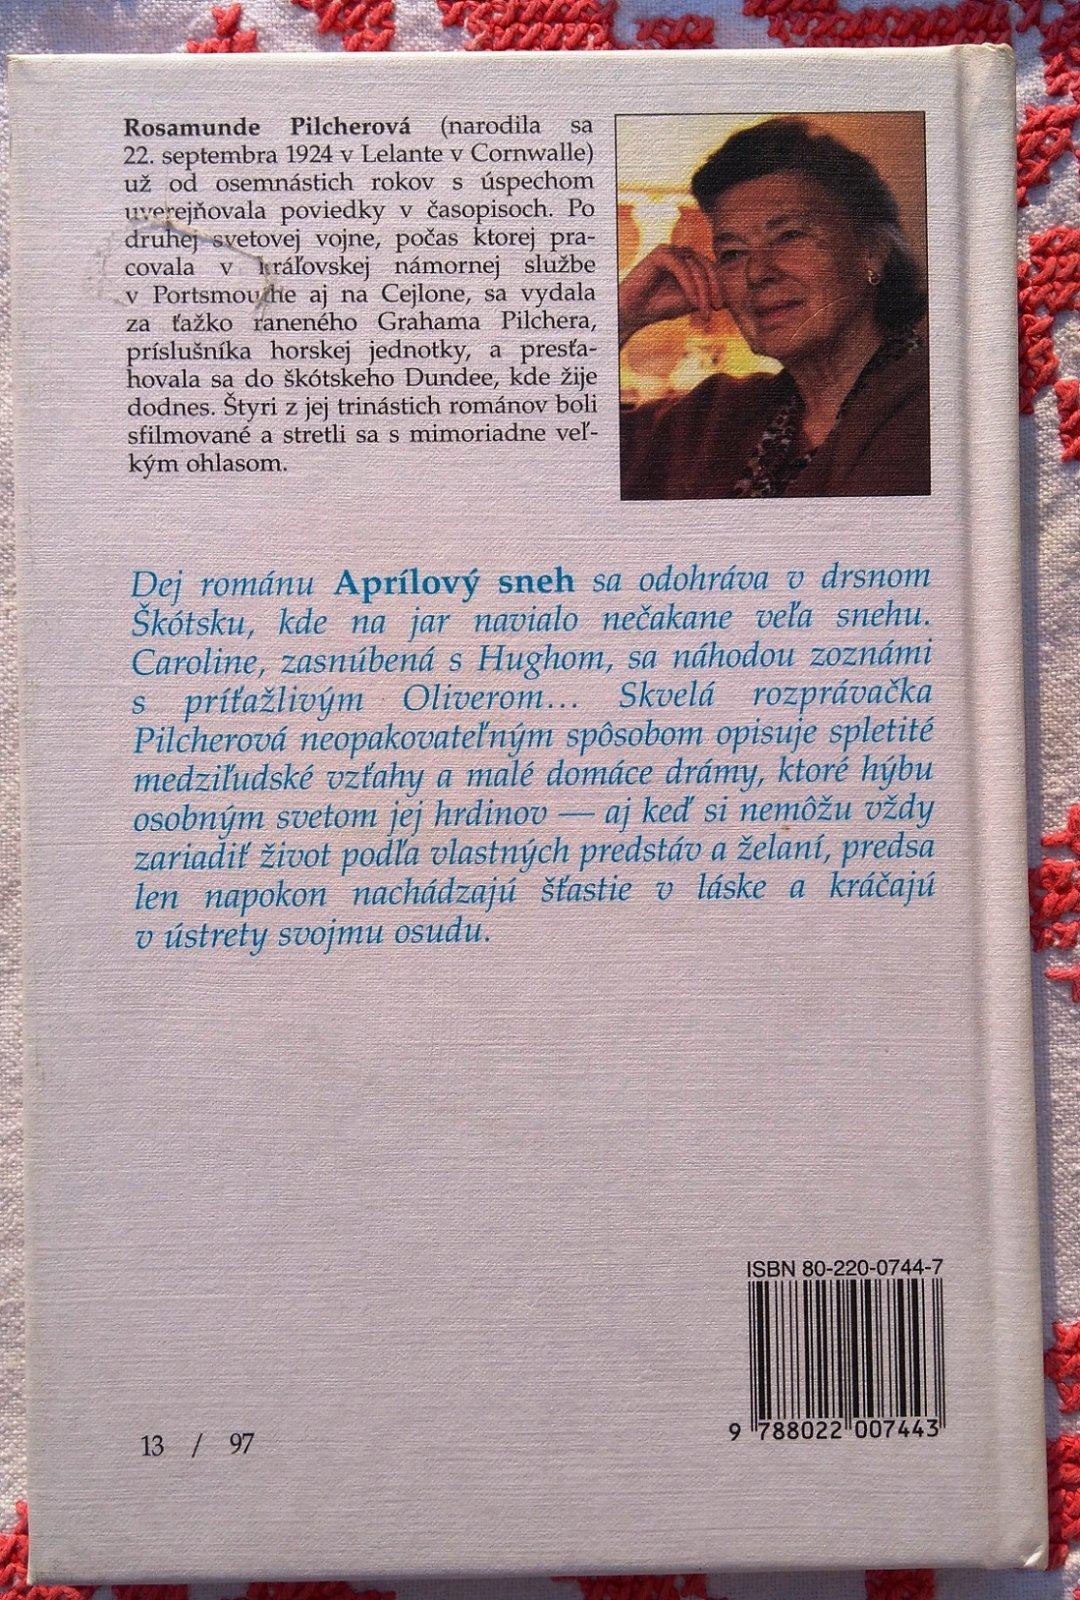 Rosamunde Pilcherová (narodila sa
22. septembra 1924 v Lelante v Cornwalle)
už od osemnástich rokov s úspechom
uverejňovala poviedky v časopisoch. Po
druhej svetovej vojne, počas ktorej pra-
covala v kráľovskej námornej službe
v Portsmouthe aj na Cejlone, sa vydala
za ťažko raneného Grahama Pilchera,
príslušníka horskej jednotky, a presťa-
hovala sa do škótskeho Dundee, kde žije
dodnes. Štyri z jej trinástich románov boli
sfilmované a stretli sa s mimoriadne veľ-
kým ohlasom.
Dej románu Aprílový sneh sa odohráva v drsnom
Škótsku, kde na jar navialo nečakane veľa snehu.
Caroline, zasnúbená s Hughom, sa náhodou zoznámi
s príťažlivým Oliverom... Skvelá rozprávačka
Pilcherová neopakovateľným spôsobom opisuje spletité
medziľudské vzťahy a malé domáce drámy, ktoré hýbu
osobným svetom jej hrdinov — aj keď si nemôžu vždy
zariadiť život podľa vlastných predstáv a želaní, predsa
len napokon nachádzajú šťastie v láske a kráčajú
v ústrety svojmu osudu.
ISBN 80-220-0744-7
9 788022 007443
13 / 97